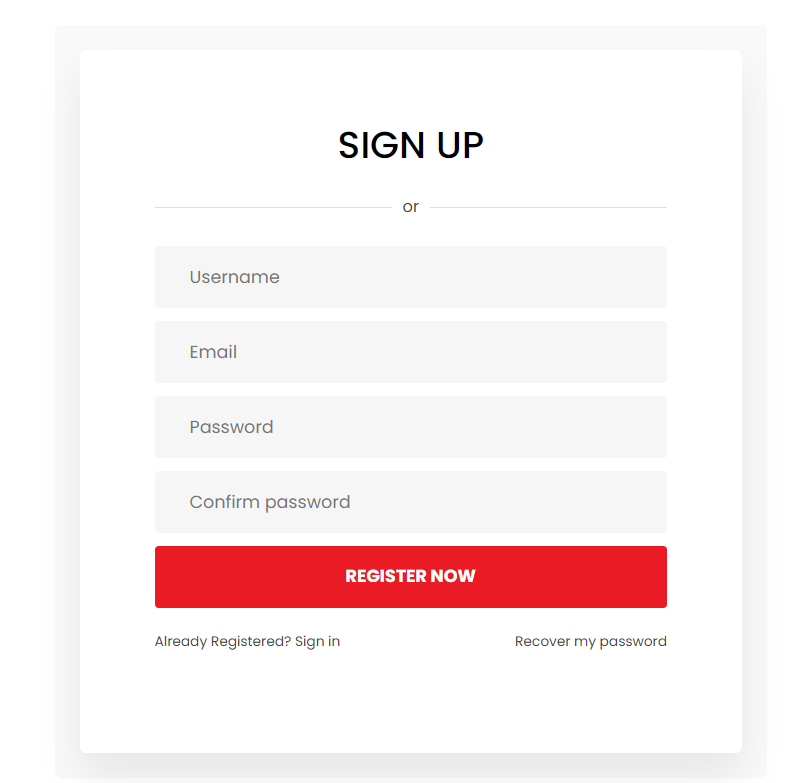 SIGN UP
or
Username
Email
Password
Confirm password
REGISTER NOW
Already Registered? Sign in
Recover my password